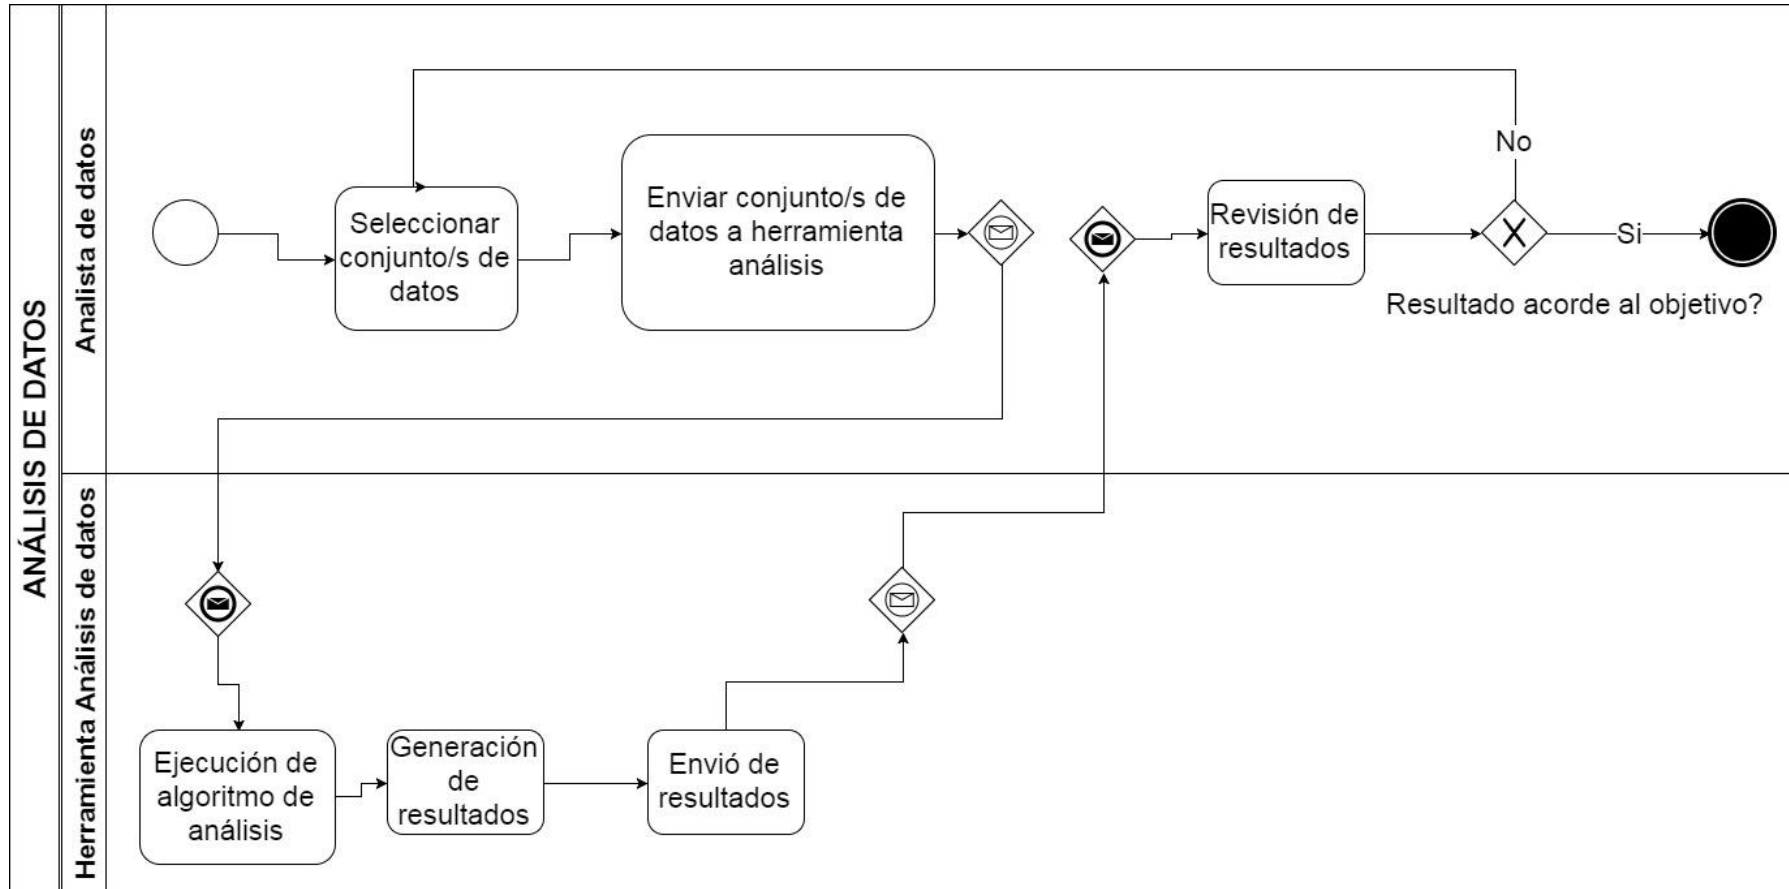 ANÁLISIS DE DATOS
Analista de datos
Seleccionar
conjunto/s de
datos
Enviar conjunto/s de
datos a herramienta
análisis
Revisión de
resultados
No
Si
Resultado acorde al objetivo?
Herramienta Análisis de datos
Ejecución de
algoritmo de
análisis
Generación
de
resultados
Envió de
resultados